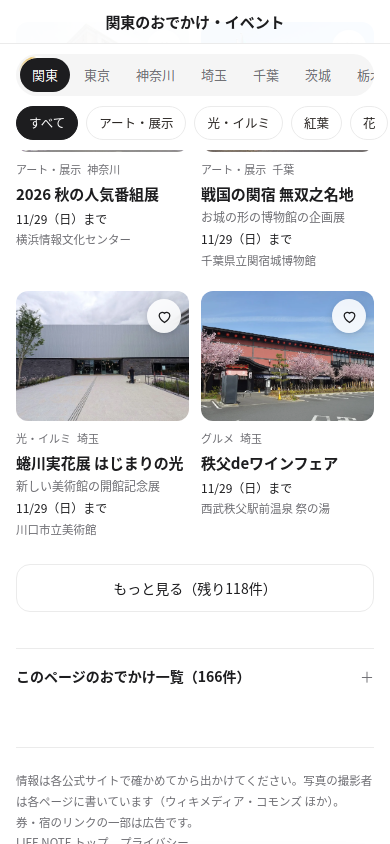 関東のおでかけ・イベント
関東 東京 神奈川 埼玉 千葉 茨城
すべて アート・展示 光・イルミ 紅葉 花
アート・展示 神奈川
2026 秋の人気番組展
11/29（日）まで
横浜情報文化センター
アート・展示 千葉
戦国の関宿 無双之名地
お城の形の博物館の企画展
11/29（日）まで
千葉県立関宿城博物館
光・イルミ 埼玉
蜷川実花展 はじまりの光
新しい美術館の開館記念展
11/29（日）まで
川口市立美術館
グルメ 埼玉
秩父deワインフェア
11/29（日）まで
西武秩父駅前温泉 祭の湯
もっと見る（残り118件）
このページのおでかけ一覧（166件） ＋
情報は各公式サイトで確かめてから出かけてください。写真の撮影者
は各ページに書いています（ウィキメディア・コモンズ ほか）。
券・宿のリンクの一部は広告です。
LIFE NOTE トップ プライバシー